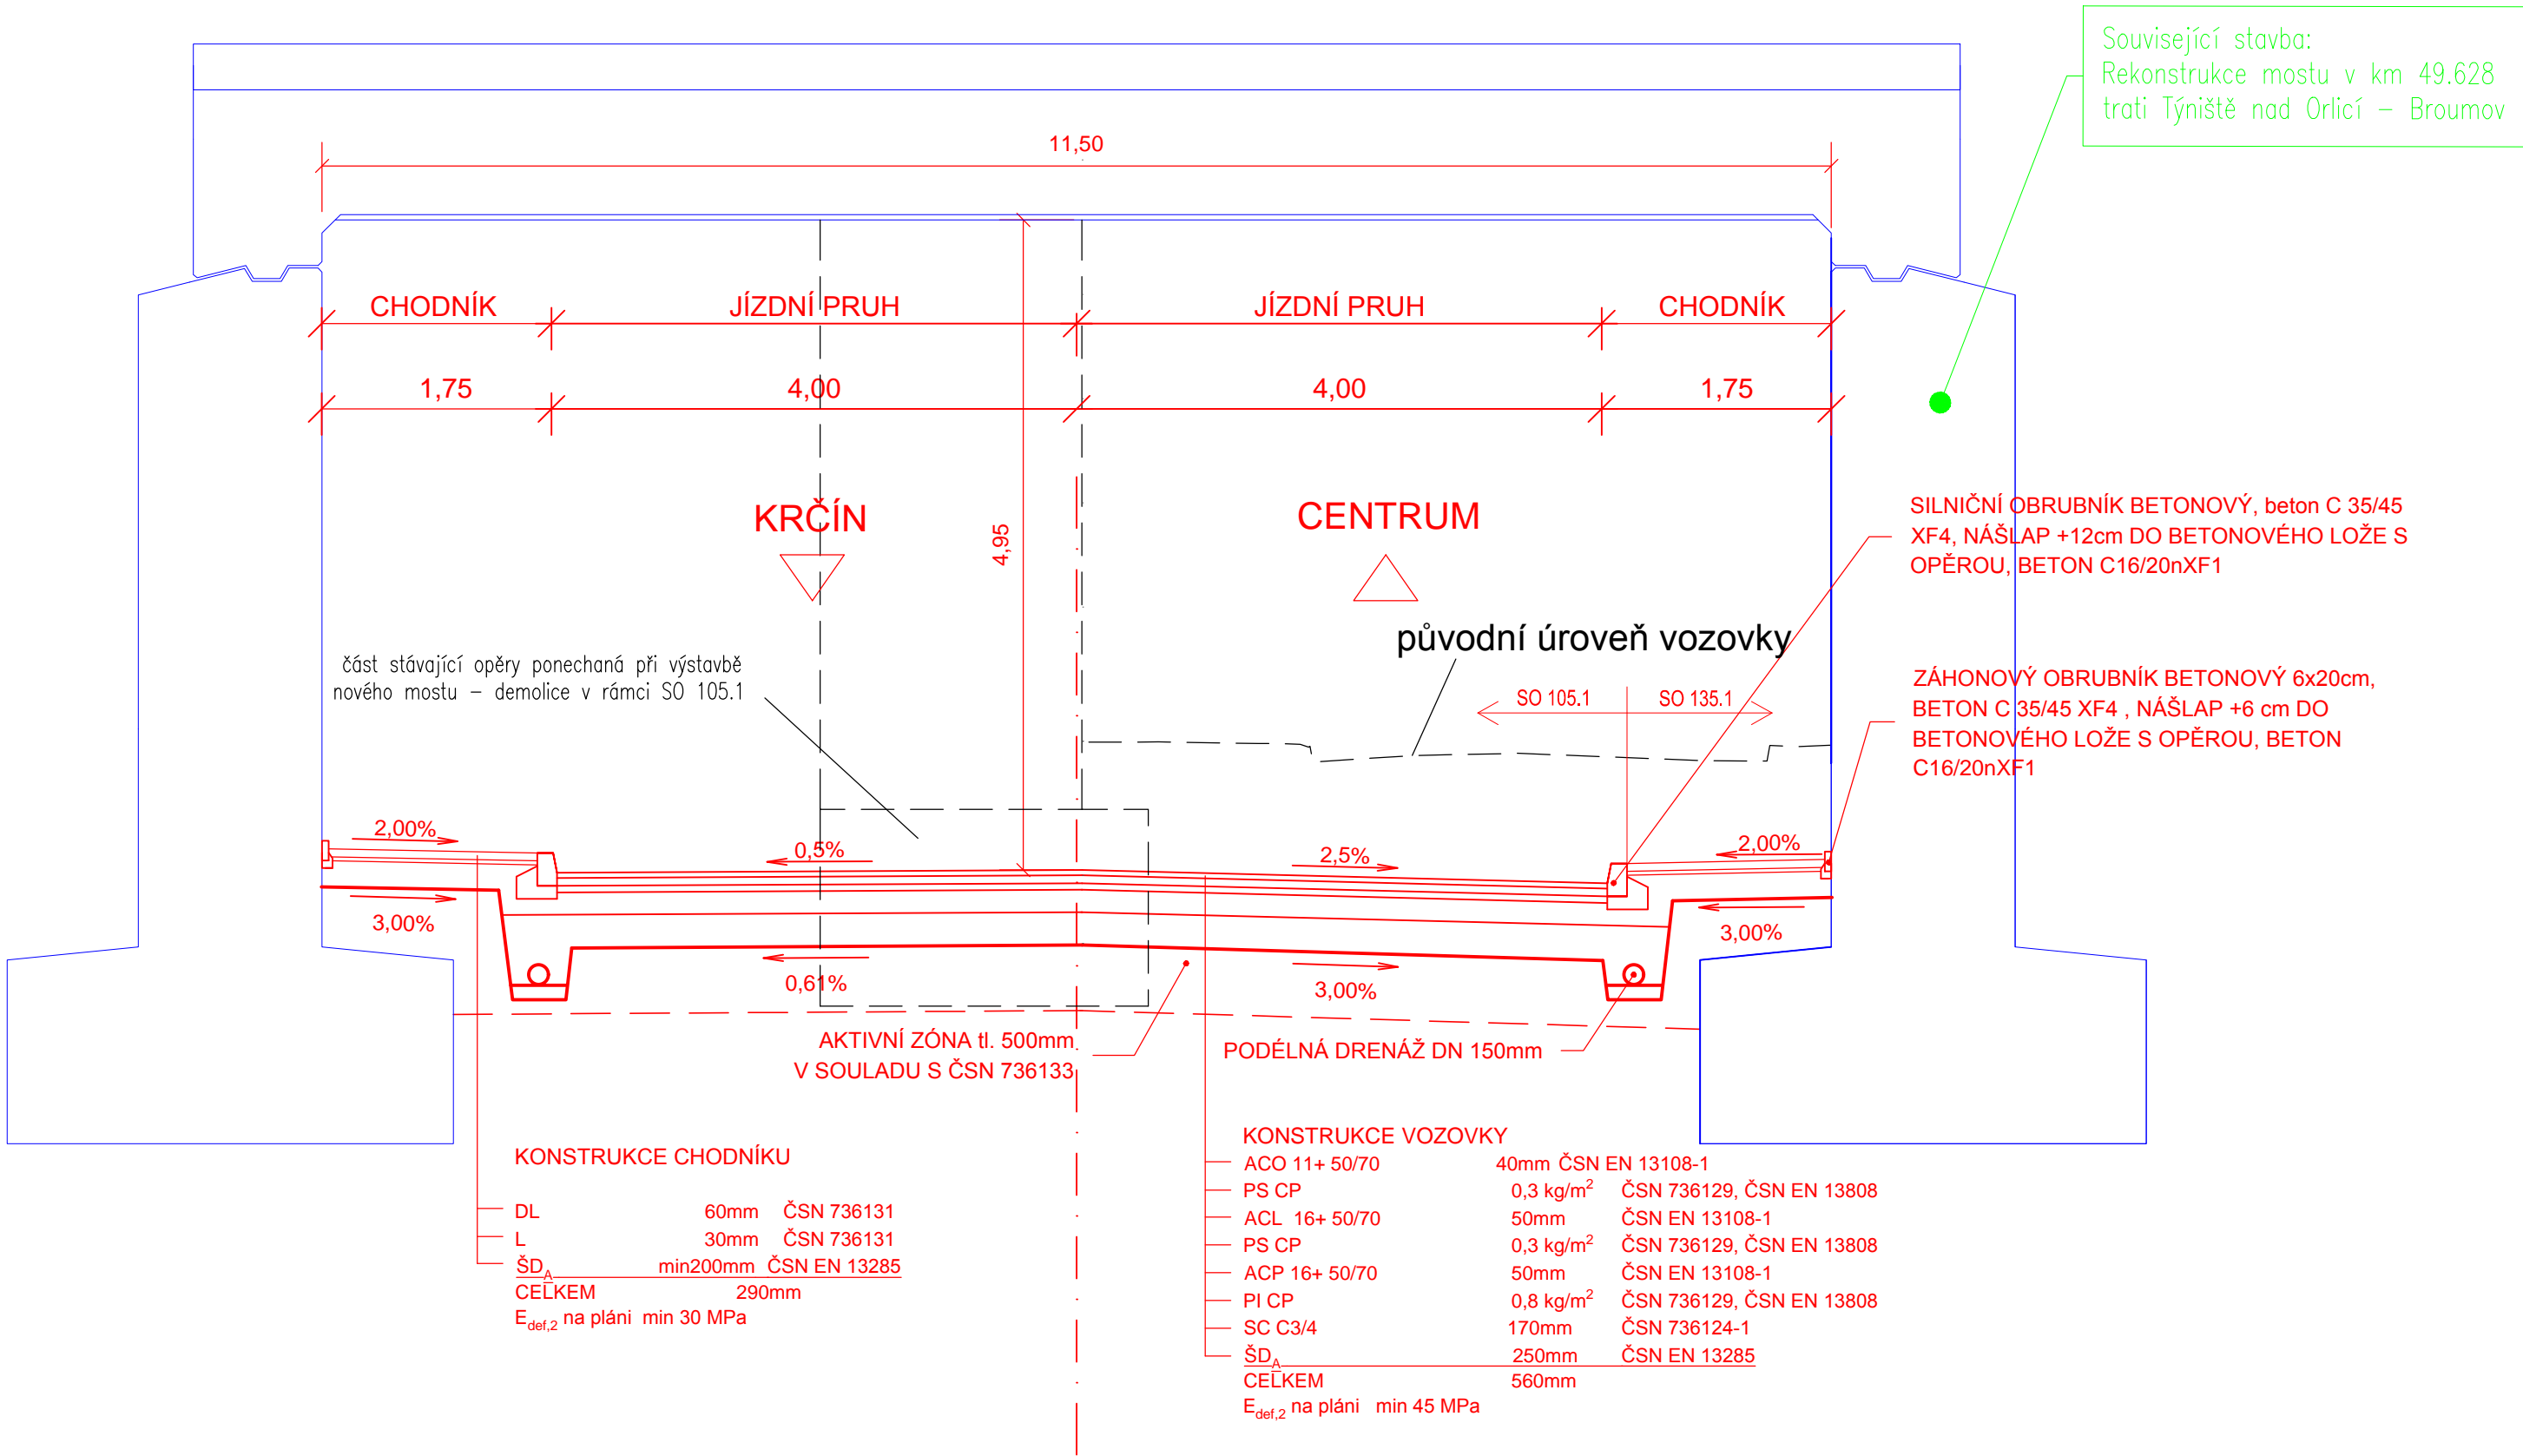 Související stavba:
Rekonstrukce mostu v km 49.628
trati Týniště nad Orlicí – Broumov
11,50
CHODNÍK
JÍZDNÍ PRUH
JÍZDNÍ PRUH
CHODNÍK
1,75
4,00
4,00
1,75
KRČÍN
CENTRUM
4,95
SILNIČNÍ OBRUBNÍK BETONOVÝ, beton C 35/45
XF4, NÁŠLAP +12cm DO BETONOVÉHO LOŽE S
OPĚROU, BETON C16/20nXF1
původní úroveň vozovky
část stávající opěry ponechaná při výstavbě
nového mostu – demolice v rámci SO 105.1
SO 105.1
SO 135.1
ZÁHONOVÝ OBRUBNÍK BETONOVÝ 6x20cm,
BETON C 35/45 XF4 , NÁŠLAP +6 cm DO
BETONOVÉHO LOŽE S OPĚROU, BETON
C16/20nXF1
2,00%
0,5%
2,5%
2,00%
3,00%
0,61%
3,00%
3,00%
AKTIVNÍ ZÓNA tl. 500mm
V SOULADU S ČSN 736133
PODÉLNÁ DRENÁŽ DN 150mm
KONSTRUKCE CHODNÍKU
DL 60mm ČSN 736131
L 30mm ČSN 736131
ŠDA min200mm ČSN EN 13285
CELKEM 290mm
Edef,2 na pláni min 30 MPa
KONSTRUKCE VOZOVKY
ACO 11+ 50/70 40mm ČSN EN 13108-1
PS CP 0,3 kg/m² ČSN 736129, ČSN EN 13808
ACL 16+ 50/70 50mm ČSN EN 13108-1
PS CP 0,3 kg/m² ČSN 736129, ČSN EN 13808
ACP 16+ 50/70 50mm ČSN EN 13108-1
PI CP 0,8 kg/m² ČSN 736129, ČSN EN 13808
SC C3/4 170mm ČSN 736124-1
ŠDA 250mm ČSN EN 13285
CELKEM 560mm
Edef,2 na pláni min 45 MPa